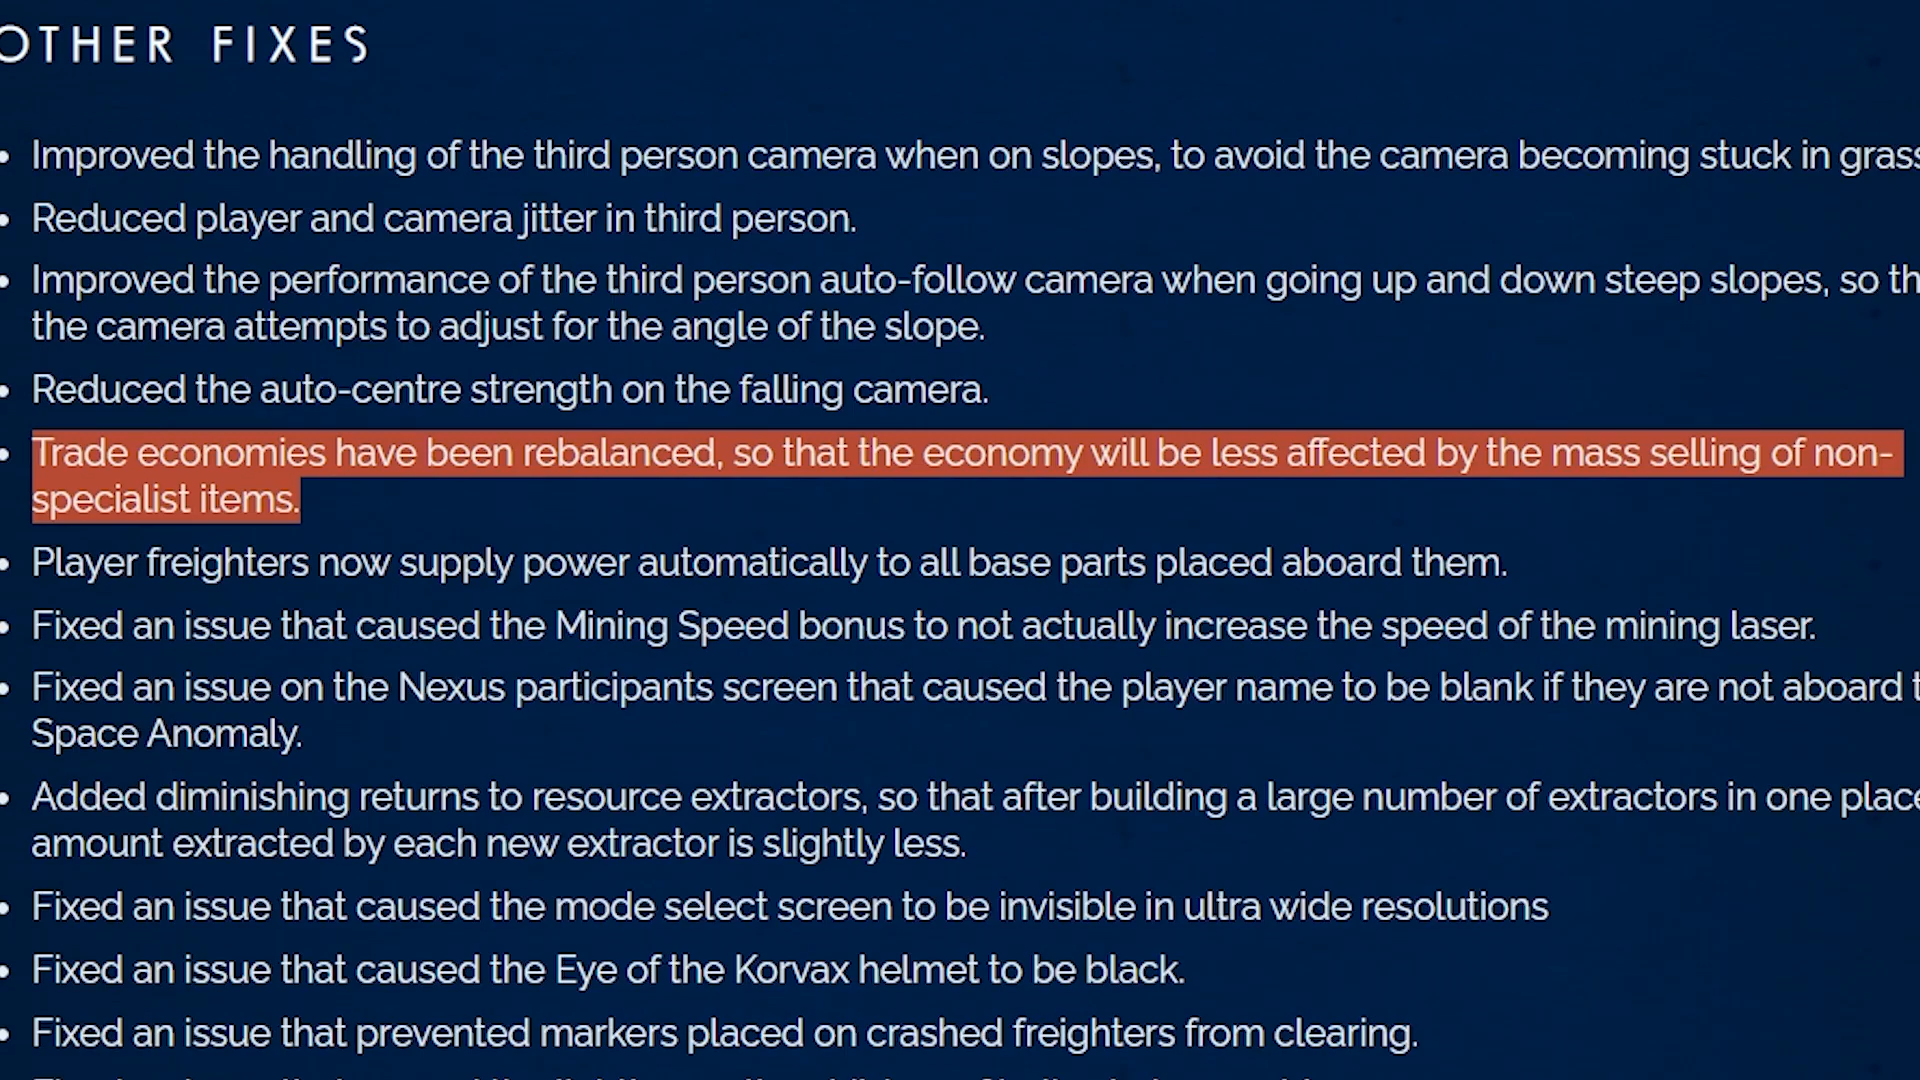 OTHER FIXES
• Improved the handling of the third person camera when on slopes, to avoid the camera becoming stuck in grass
• Reduced player and camera jitter in third person.
• Improved the performance of the third person auto-follow camera when going up and down steep slopes, so th
the camera attempts to adjust for the angle of the slope.
• Reduced the auto-centre strength on the falling camera.
• Trade economies have been rebalanced, so that the economy will be less affected by the mass selling of non-
specialist items.
• Player freighters now supply power automatically to all base parts placed aboard them.
• Fixed an issue that caused the Mining Speed bonus to not actually increase the speed of the mining laser.
• Fixed an issue on the Nexus participants screen that caused the player name to be blank if they are not aboard t
Space Anomaly.
• Added diminishing returns to resource extractors, so that after building a large number of extractors in one place
amount extracted by each new extractor is slightly less.
• Fixed an issue that caused the mode select screen to be invisible in ultra wide resolutions
• Fixed an issue that caused the Eye of the Korvax helmet to be black.
• Fixed an issue that prevented markers placed on crashed freighters from clearing.